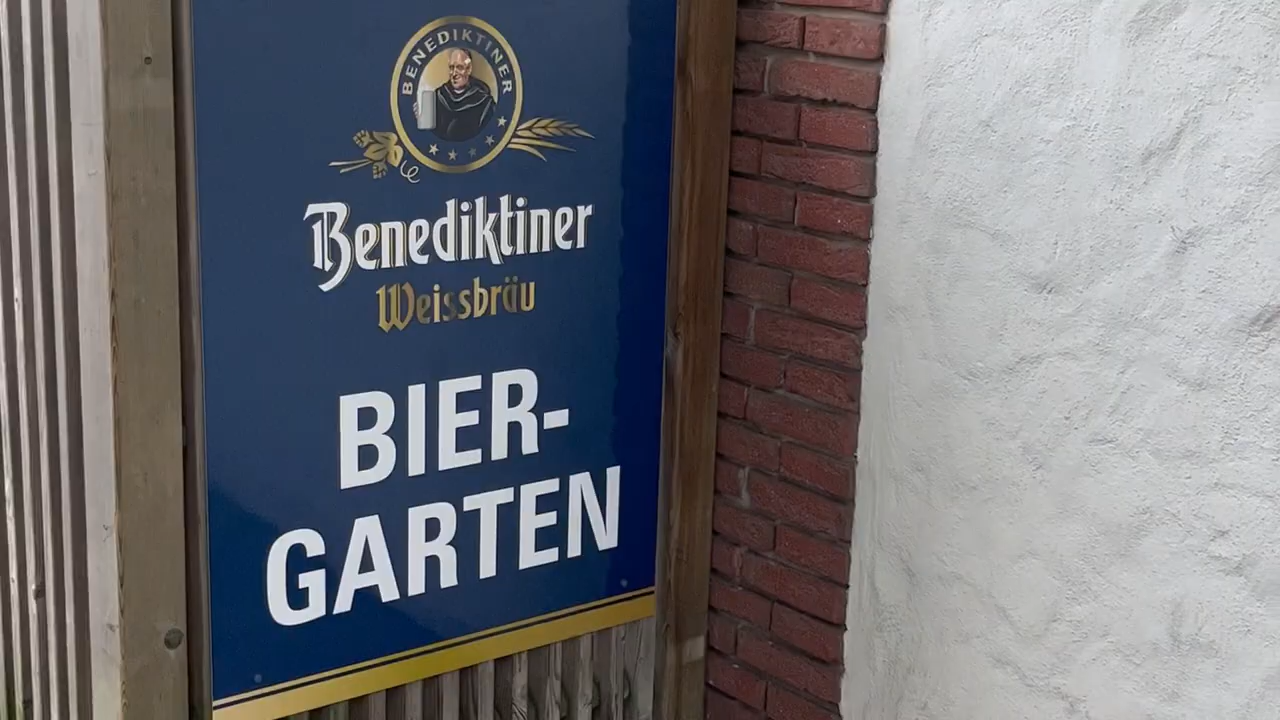 BENEDIKTINER
Benediktiner
Weissbräu
BIER-
GARTEN